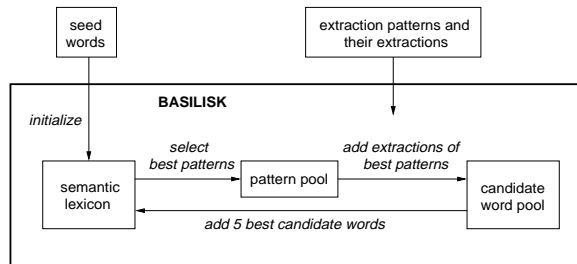 seed
words
extraction patterns and
their extractions
BASILISK
initialize
select
best patterns
add extractions of
best patterns
semantic
lexicon
pattern pool
candidate
word pool
add 5 best candidate words